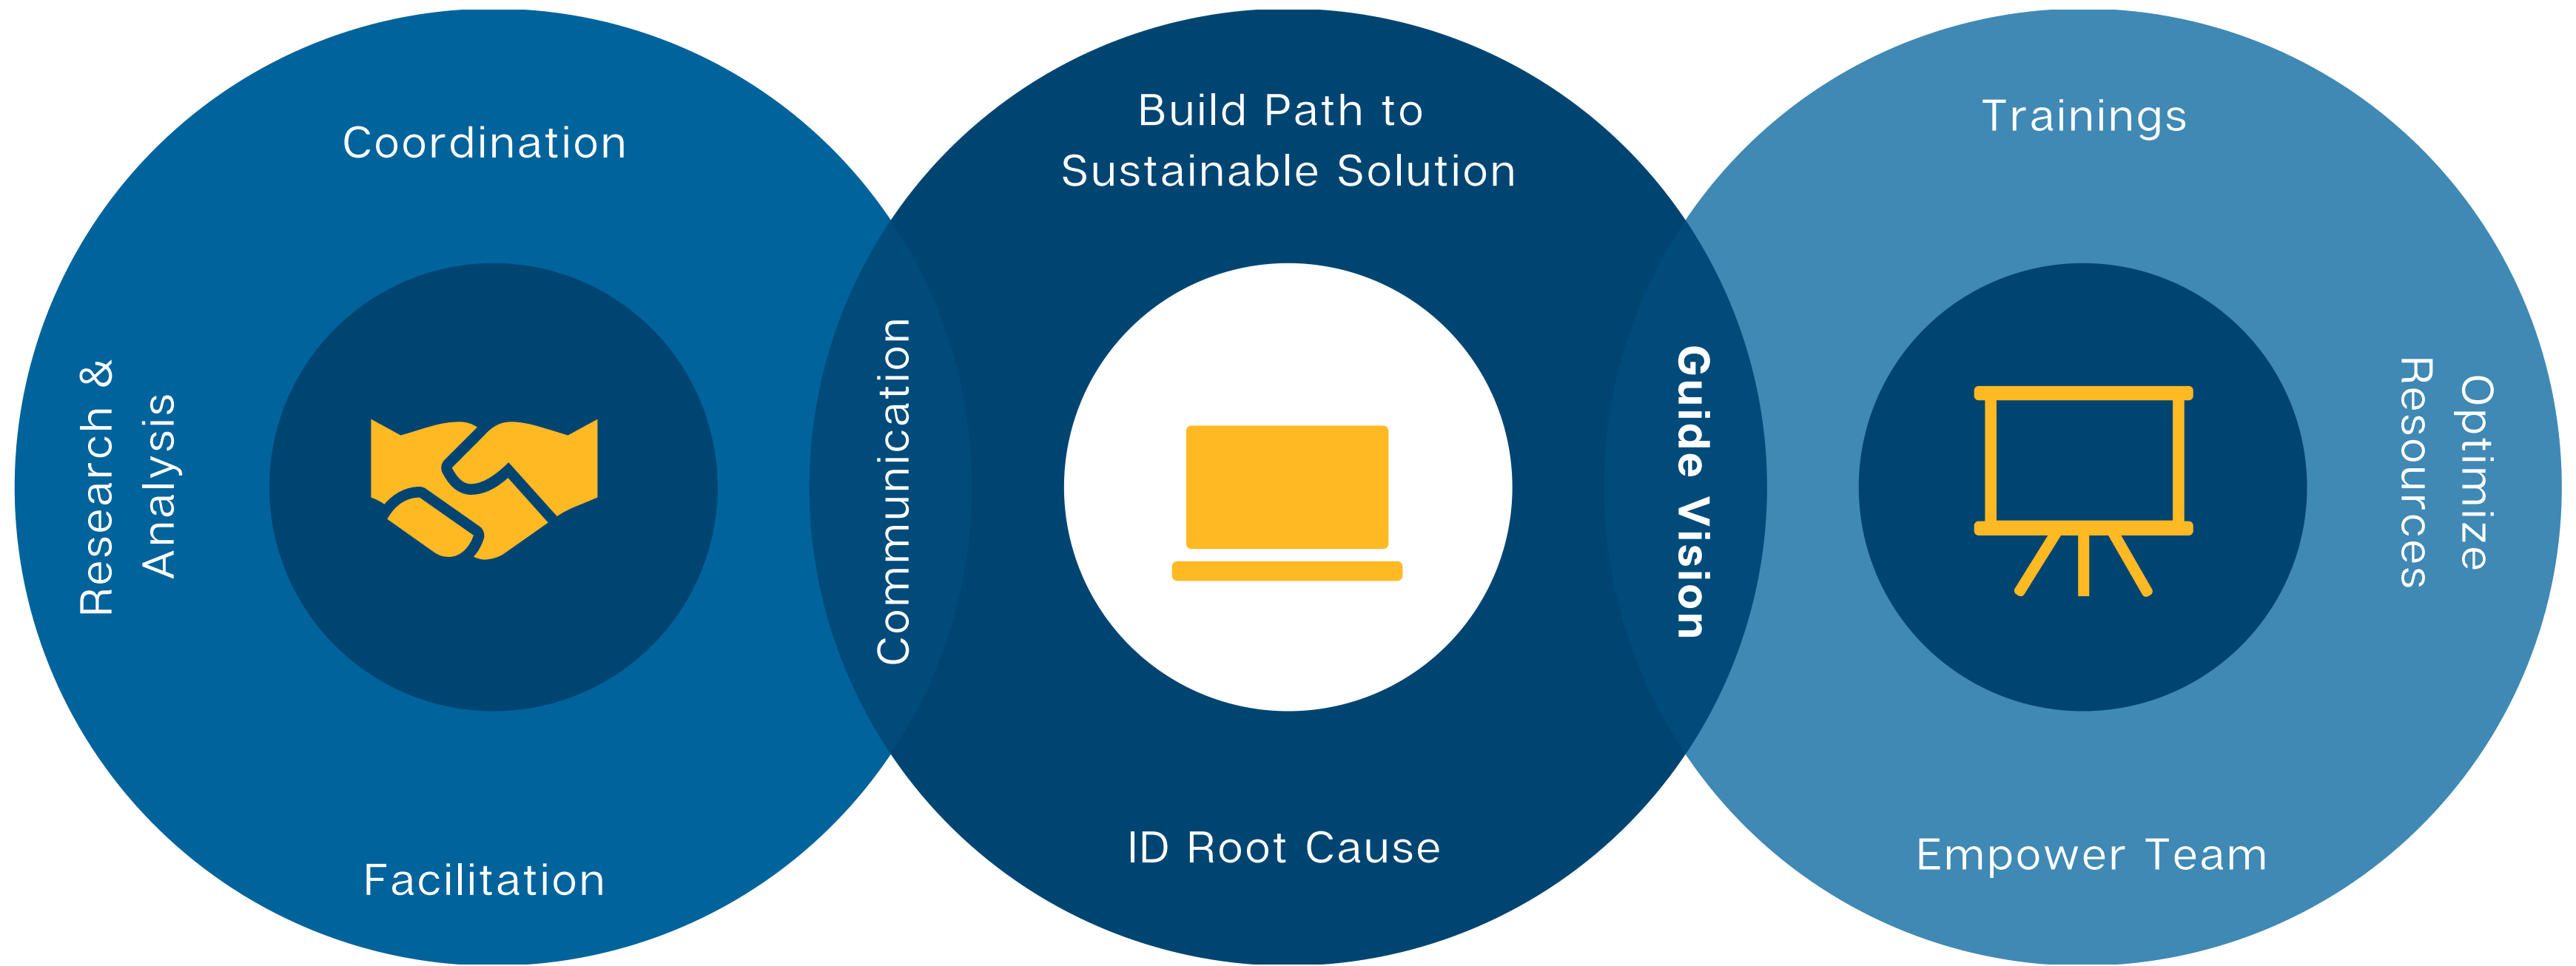 Coordination
Research &
Analysis
Facilitation
Communication
Build Path to
Sustainable Solution
ID Root Cause
Guide Vision
Trainings
Optimize
Resources
Empower Team